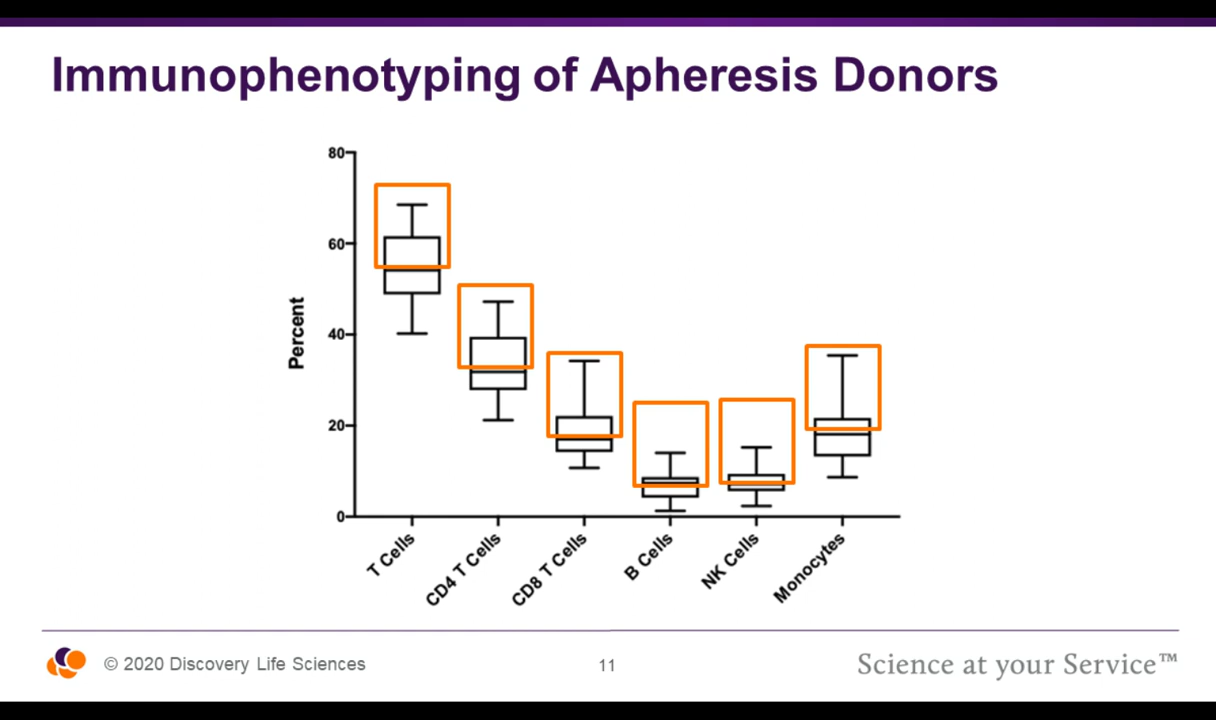 Immunophenotyping of Apheresis Donors
80
60
40
20
0
Percent
T Cells
CD4 T Cells
CD8 T Cells
B Cells
NK Cells
Monocytes
© 2020 Discovery Life Sciences
11
Science at your Service™